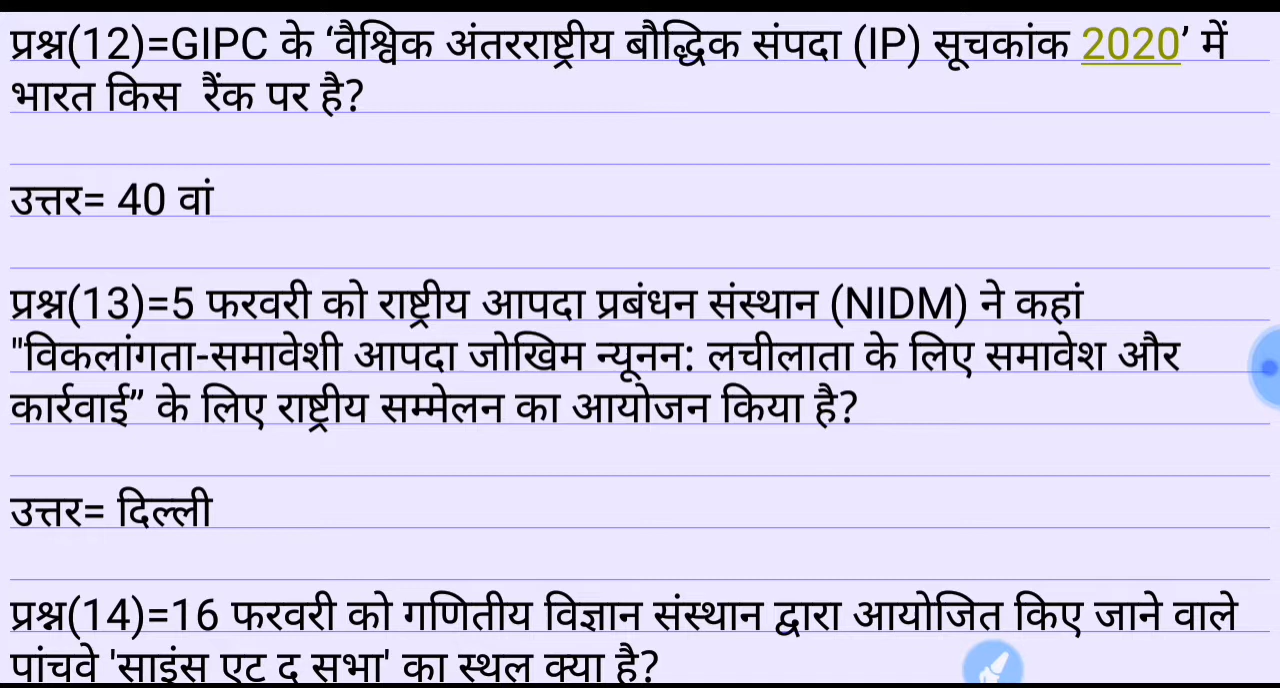 प्रश्न(12)=GIPC के ‘वैश्विक अंतरराष्ट्रीय बौद्धिक संपदा (IP) सूचकांक 2020’ में
भारत किस रैंक पर है?
उत्तर= 40 वां
प्रश्न(13)=5 फरवरी को राष्ट्रीय आपदा प्रबंधन संस्थान (NIDM) ने कहां
"विकलांगता-समावेशी आपदा जोखिम न्यूनन: लचीलाता के लिए समावेश और
कार्रवाई” के लिए राष्ट्रीय सम्मेलन का आयोजन किया है?
उत्तर= दिल्ली
प्रश्न(14)=16 फरवरी को गणितीय विज्ञान संस्थान द्वारा आयोजित किए जाने वाले
पांचवे 'साइंस एट द सभा' का स्थल क्या है?